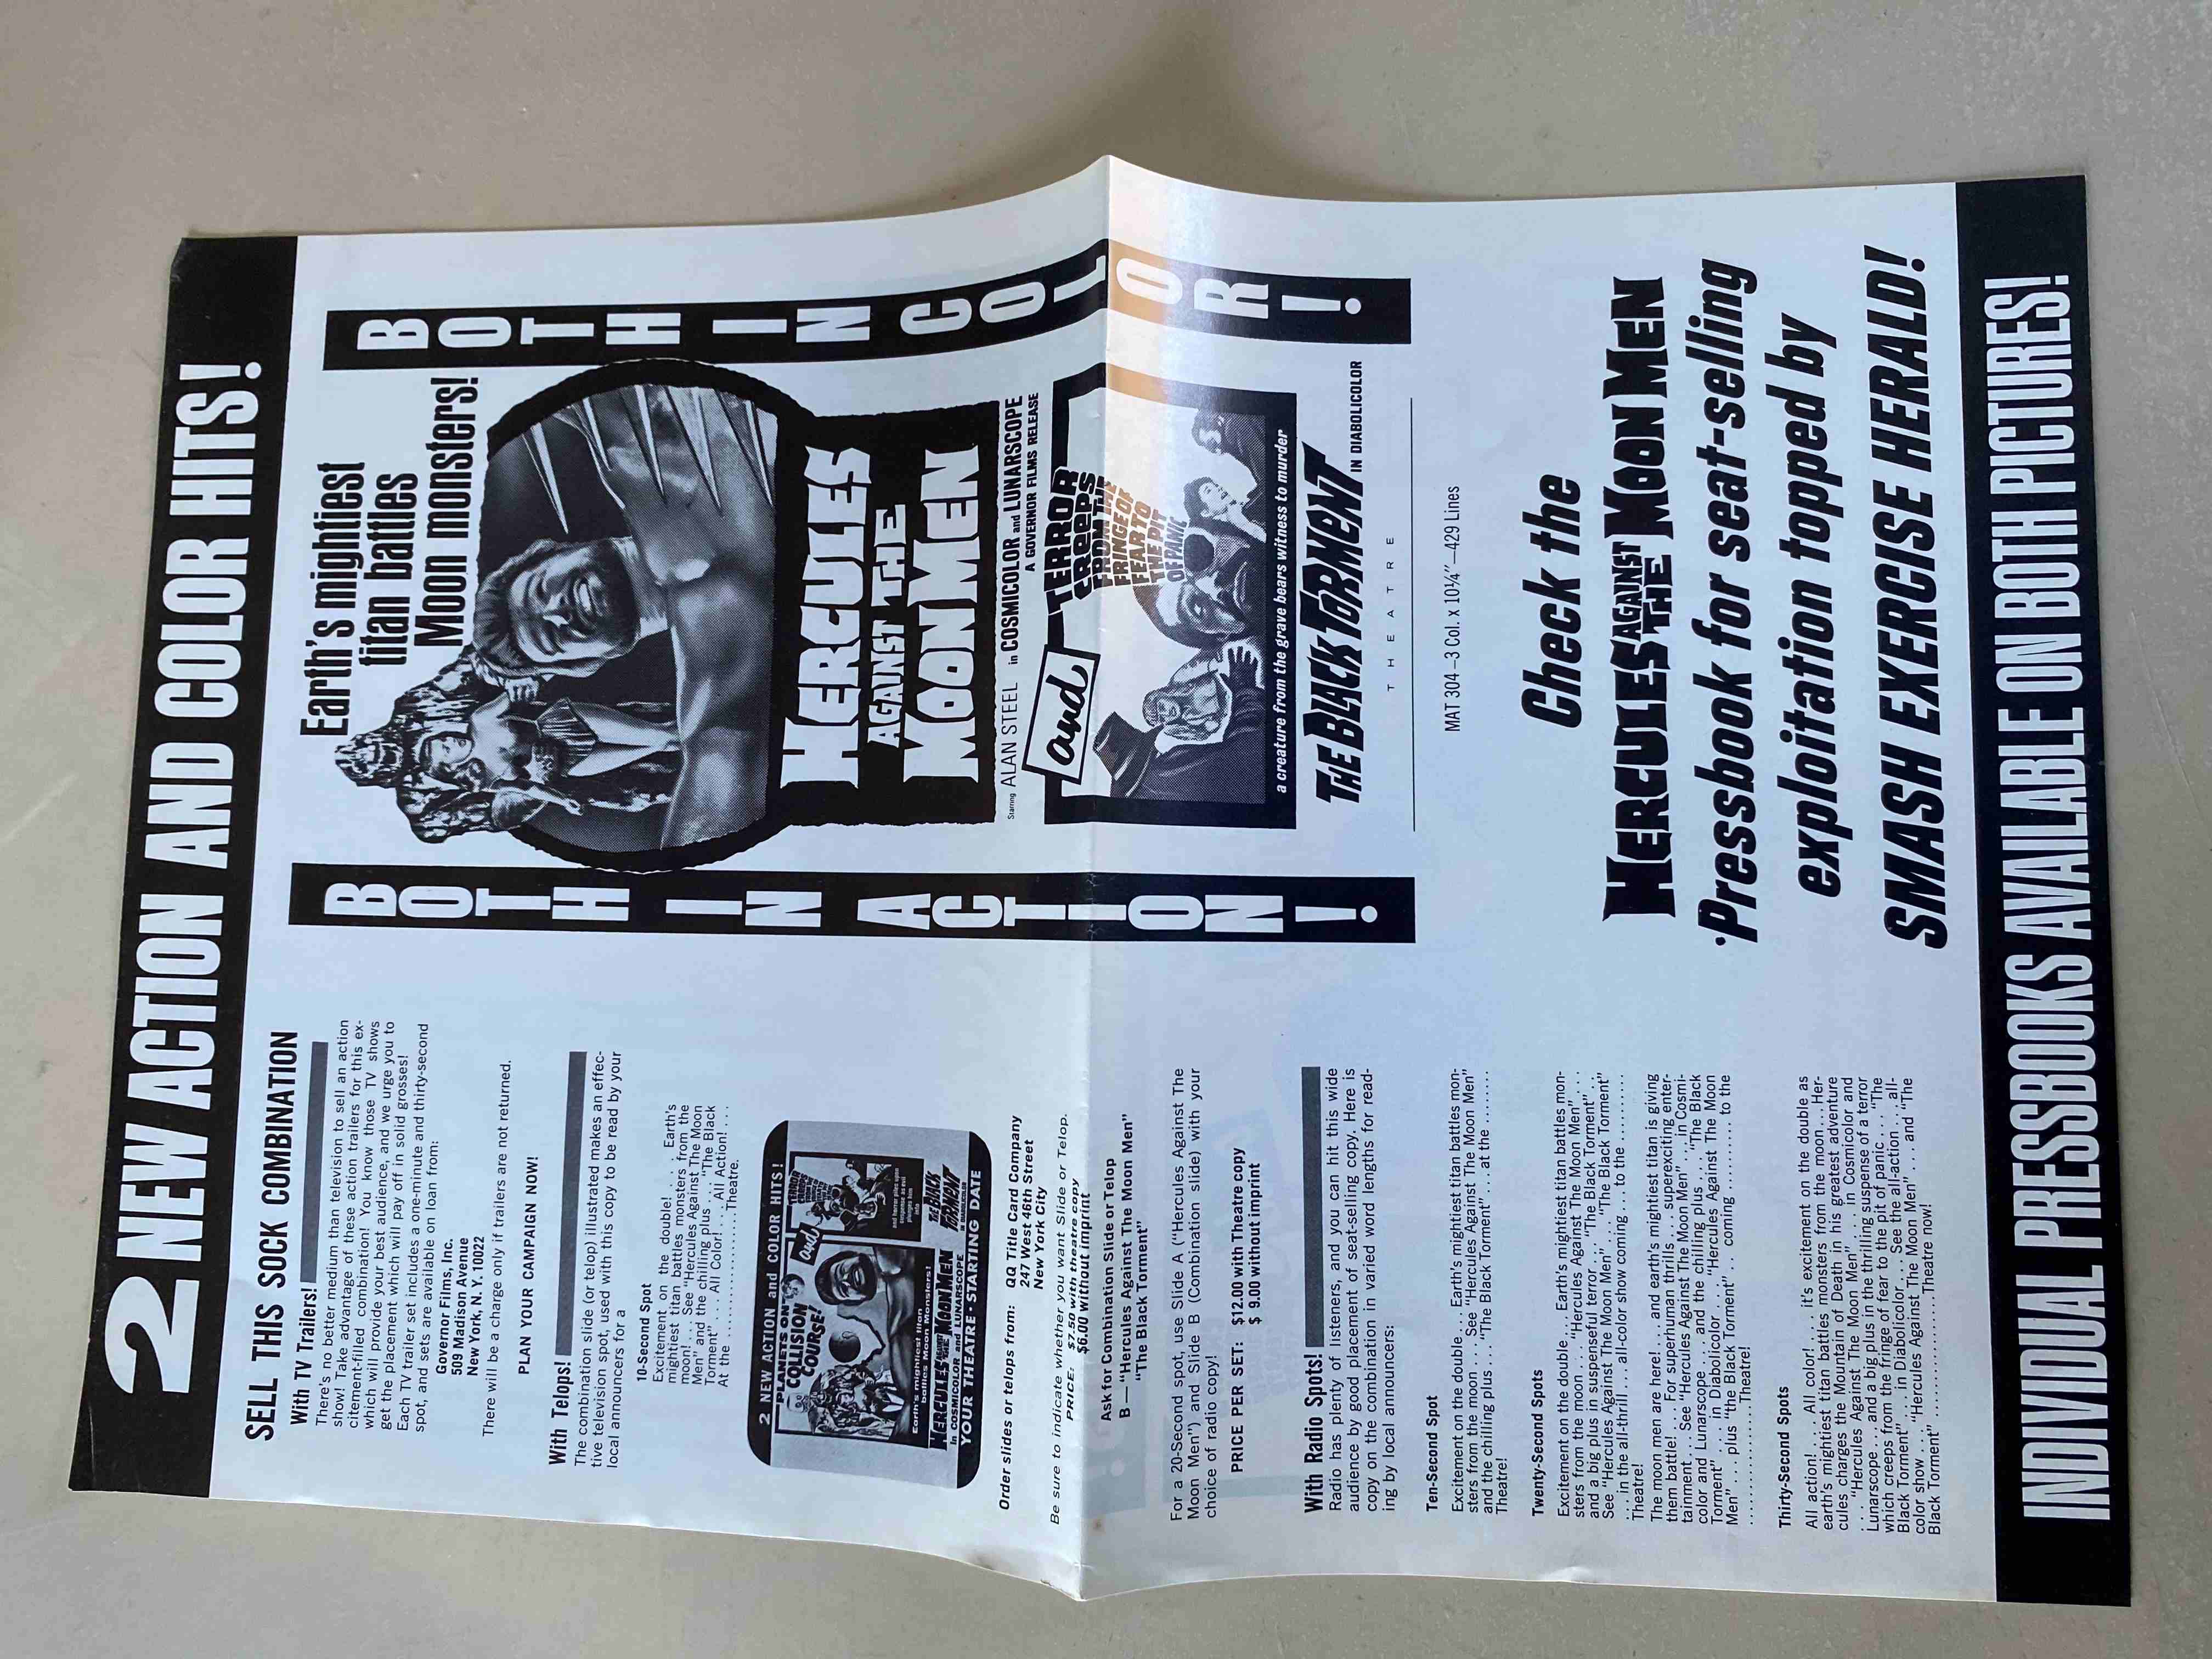 2 NEW ACTION AND COLOR HITS!
SELL THIS SOCK COMBINATION
With TV Trailers!
There's no better medium than television to sell an action
show! Take advantage of these action trailers for this ex-
citement-filled combination! You know those TV shows
which will provide your best audience, and we urge you to
get the placement which will pay off in solid grosses!
Each TV trailer set includes a one-minute and thirty-second
spot, and sets are available on loan from:
Governor Films, Inc.
509 Madison Avenue
New York, N. Y. 10022
There will be a charge only if trailers are not returned.
PLAN YOUR CAMPAIGN NOW!
With Telops!
The combination slide (or telop) illustrated makes an effec-
tive television spot, used with this copy to be read by your
local announcers for a
10-Second Spot
Excitement on the double! . . . Earth's
mightiest titan battles monsters from the
moon! . . . See "Hercules Against The Moon
Men" and the chilling plus . . . "The Black
Torment" . . . All Color! . . . All Action! . . .
At the ....................Theatre.
2 NEW ACTION and COLOR HITS!
PLANETS ON A
COLLISION
COURSE!
Earth's mightiest titan
battles Moon Monsters!
HERCULES AGAINST THE MOON MEN
In COSMICOLOR and LUNARSCOPE
and
THE BLACK TORMENT
IN DIABOLICOLOR
YOUR THEATRE · STARTING DATE
Order slides or telops from: QQ Title Card Company
247 West 46th Street
New York City
Be sure to indicate whether you want Slide or Telop.
PRICE: $7.50 with theatre copy
$6.00 without imprint
Ask for Combination Slide or Telop
B — "Hercules Against The Moon Men"
"The Black Torment"
For a 20-Second spot, use Slide A ("Hercules Against The
Moon Men") and Slide B (Combination slide) with your
choice of radio copy!
PRICE PER SET: $12.00 with Theatre copy
$ 9.00 without imprint
With Radio Spots!
Radio has plenty of listeners, and you can hit this wide
audience by good placement of seat-selling copy. Here is
copy on the combination in varied word lengths for read-
ing by local announcers:
Ten-Second Spot
Excitement on the double . . . Earth's mightiest titan battles mon-
sters from the moon . . . See "Hercules Against The Moon Men"
and the chilling plus . . . "The Black Torment" . . . at the ........
Theatre!
Twenty-Second Spots
Excitement on the double . . . Earth's mightiest titan battles mon-
sters from the moon . . . "Hercules Against The Moon Men" . . .
and a big plus in suspenseful terror . . . "The Black Torment" . . .
See "Hercules Against The Moon Men" . . . "The Black Torment"
. . . in the all-thrill . . . all-color show coming . . . to the ..........
Theatre!
The moon men are here! . . . and earth's mightiest titan is giving
them battle! . . . For superhuman thrills . . . superexciting enter-
tainment . . . See "Hercules Against The Moon Men" . . . in Cosmi-
color and Lunarscope . . . and the chilling plus . . . "The Black
Torment" . . . in Diabolicolor . . . "Hercules Against The Moon
Men" . . . plus "the Black Torment" . . . coming .......... to the
....................Theatre!
Thirty-Second Spots
All action! . . . All color! . . . it's excitement on the double as
earth's mightiest titan battles monsters from the moon . . . Her-
cules charges the Mountain of Death in his greatest adventure
. . . "Hercules Against The Moon Men" . . . in Cosmicolor and
Lunarscope . . . and a big plus in the thrilling suspense of a terror
which creeps from the fringe of fear to the pit of panic . . . "The
Black Torment" . . . in Diabolicolor . . . See the all-action . . . all-
color show . . . "Hercules Against The Moon Men" . . . and "The
Black Torment" ....................Theatre now!
BOTH IN ACTION!
Earth's mightiest
titan battles
Moon monsters!
HERCULES
AGAINST THE
MOON MEN
Starring ALAN STEEL in COSMICOLOR and LUNARSCOPE
A GOVERNOR FILMS RELEASE
and
TERROR
CREEPS
FROM THE
FRINGE OF
FEAR TO
THE PIT
OF PANIC
a creature from the grave bears witness to murder
THE BLACK TORMENT IN DIABOLICOLOR
THEATRE
BOTH IN COLOR!
MAT 304—3 Col. x 10¼"—429 Lines
Check the
HERCULES AGAINST THE MOON MEN
Pressbook for seat-selling
exploitation topped by
SMASH EXERCISE HERALD!
INDIVIDUAL PRESSBOOKS AVAILABLE ON BOTH PICTURES!